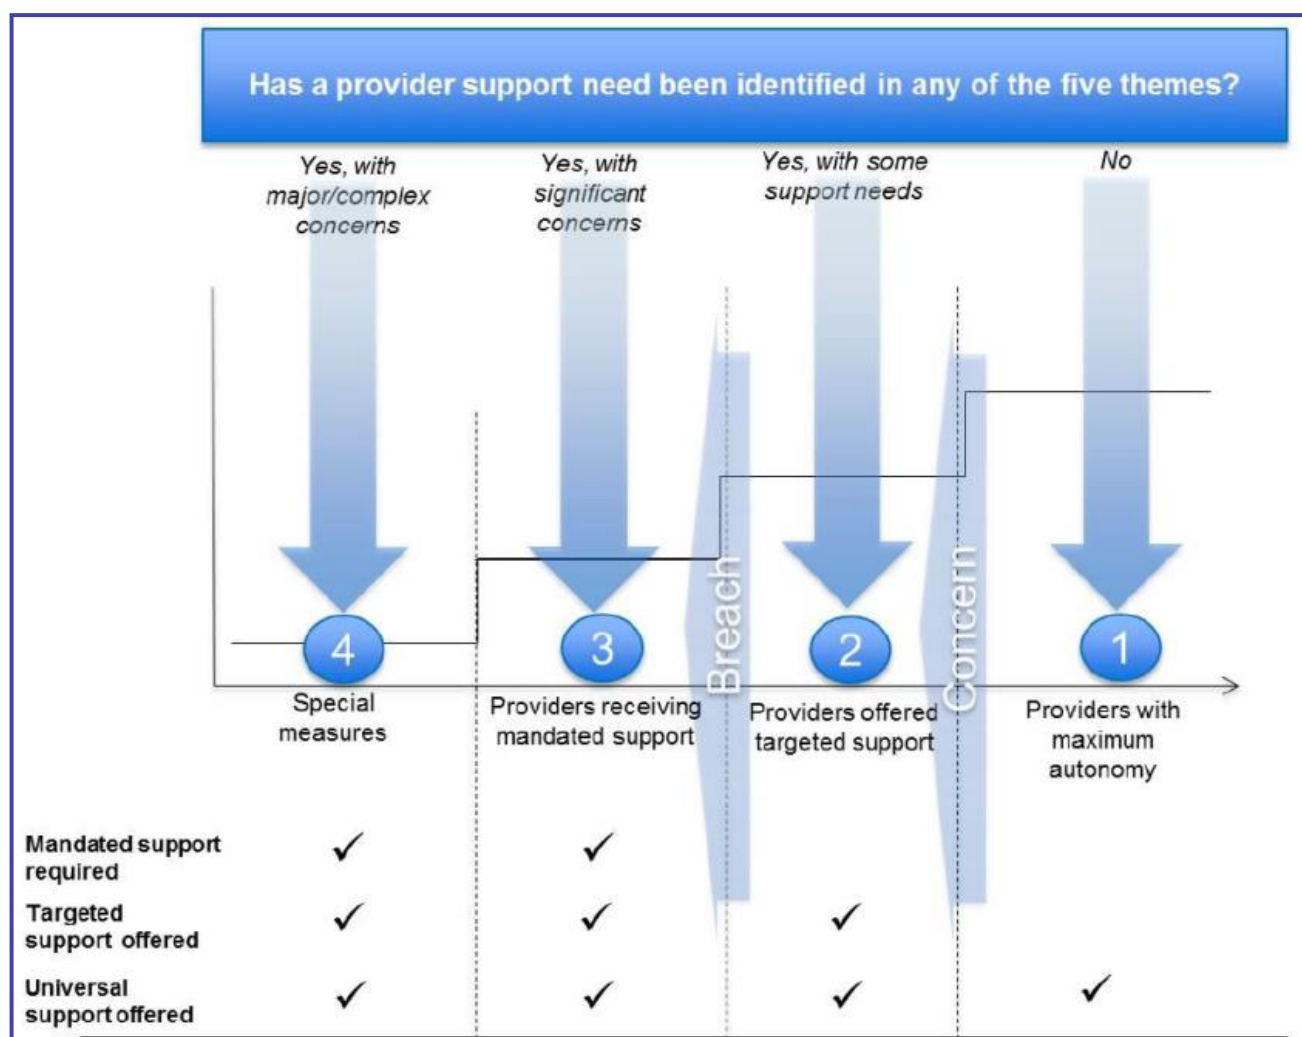 Has a provider support need been identified in any of the five themes?
Yes, with
major/complex
concerns
Yes, with
significant
concerns
Yes, with some
support needs
No
Breach
Concern
4
3
2
1
Special
measures
Providers receiving
mandated support
Providers offered
targeted support
Providers with
maximum
autonomy
Mandated support
required
✓ ✓
Targeted
support offered
✓ ✓ ✓
Universal
support offered
✓ ✓ ✓ ✓